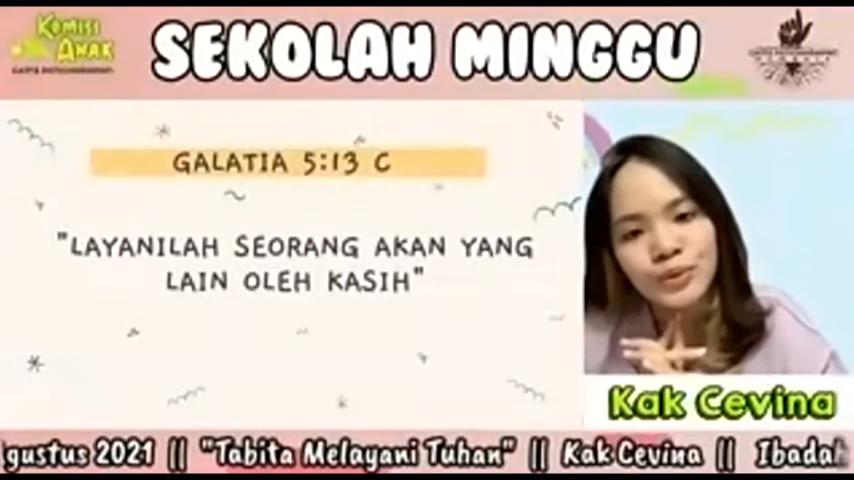 KOMISI
ANAK
SEKOLAH MINGGU
GALATIA 5:13 C
"LAYANILAH SEORANG AKAN YANG
LAIN OLEH KASIH"
Kak Cevina
gustus 2021 || "Tabita Melayani Tuhan" || Kak Cevina || Ibadah